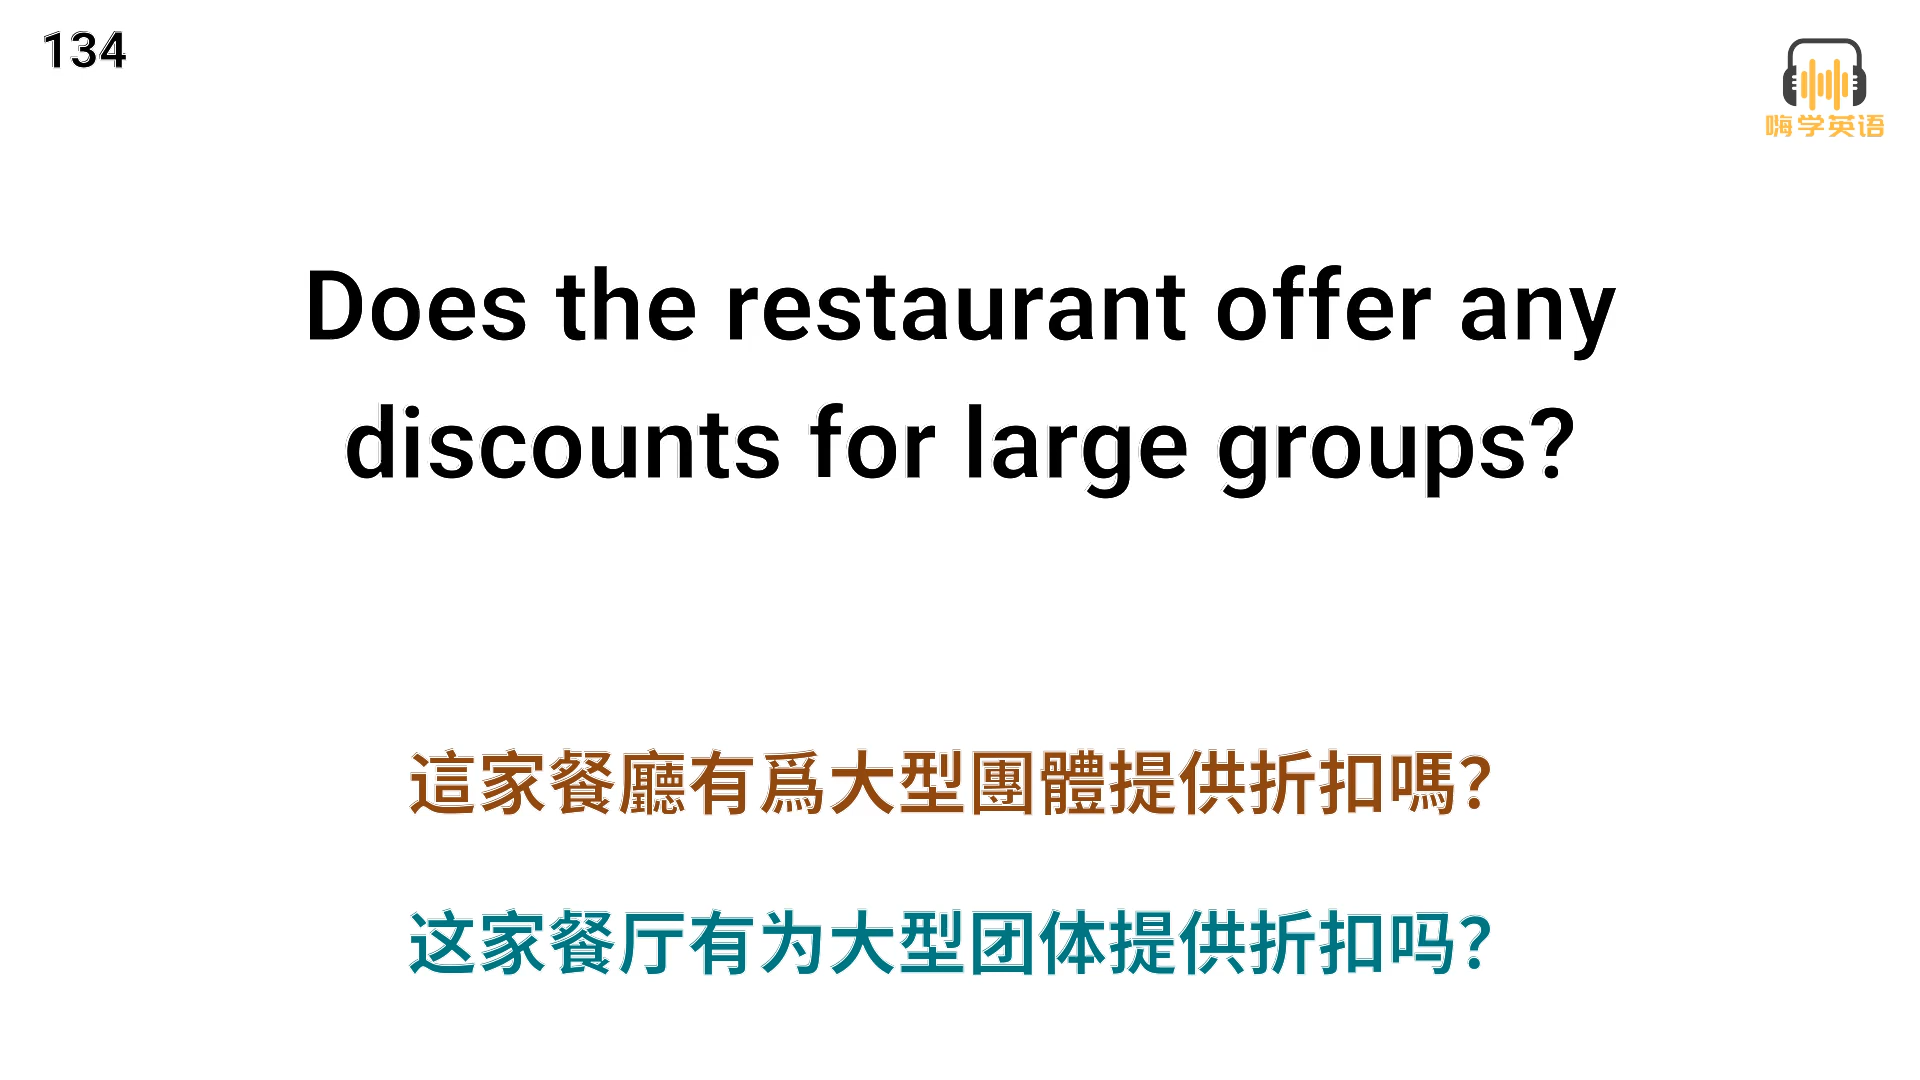 134
嗨学英语
Does the restaurant offer any
discounts for large groups?
這家餐廳有爲大型團體提供折扣嗎?
这家餐厅有为大型团体提供折扣吗?